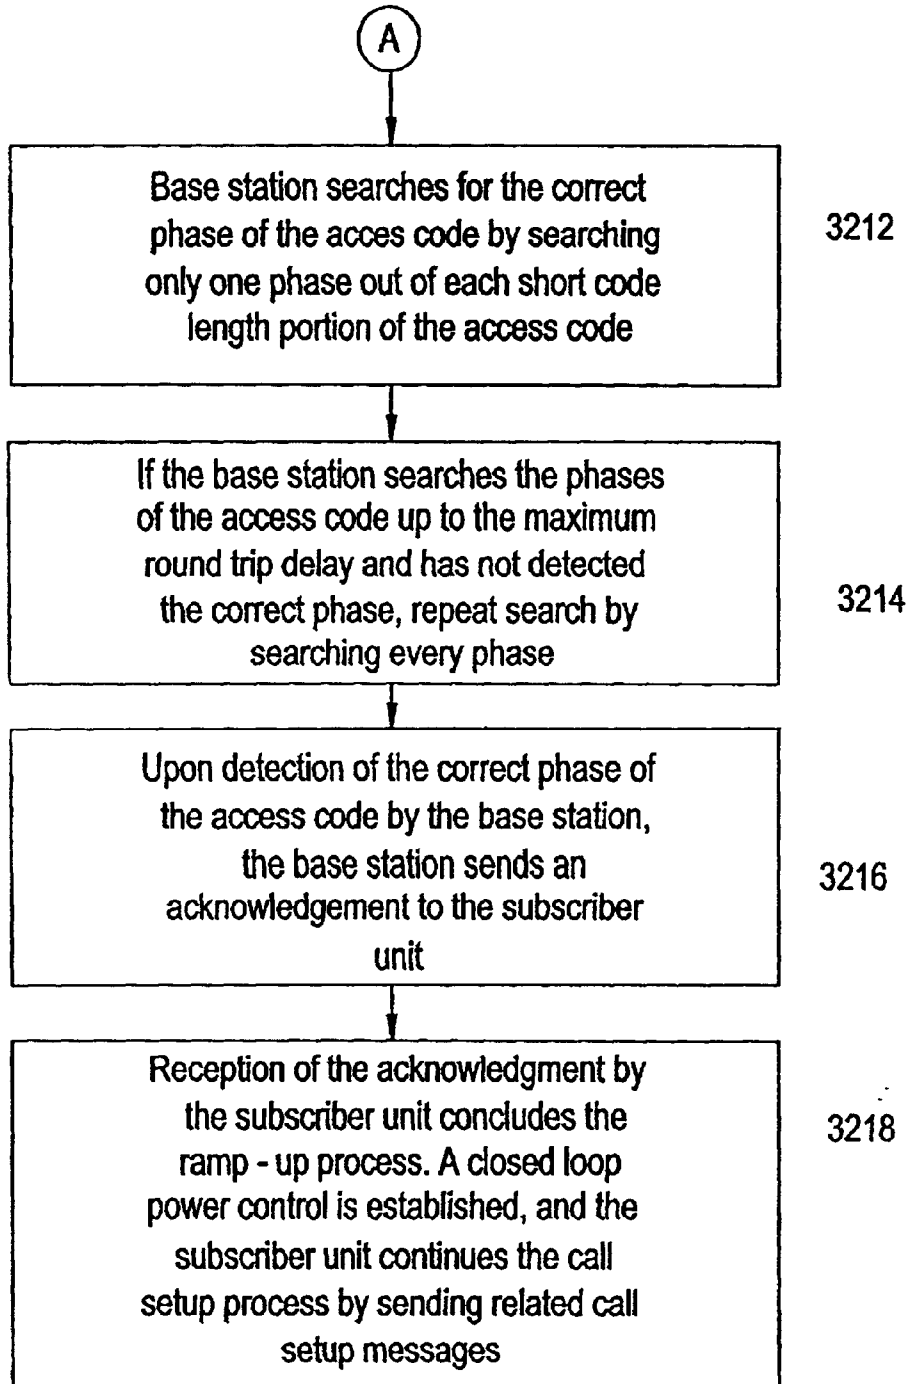 A
Base station searches for the correct
phase of the acces code by searching
only one phase out of each short code
length portion of the access code
3212
If the base station searches the phases
of the access code up to the maximum
round trip delay and has not detected
the correct phase, repeat search by
searching every phase
3214
Upon detection of the correct phase of
the access code by the base station,
the base station sends an
acknowledgement to the subscriber
unit
3216
Reception of the acknowledgment by
the subscriber unit concludes the
ramp - up process. A closed loop
power control is established, and the
subscriber unit continues the call
setup process by sending related call
setup messages
3218